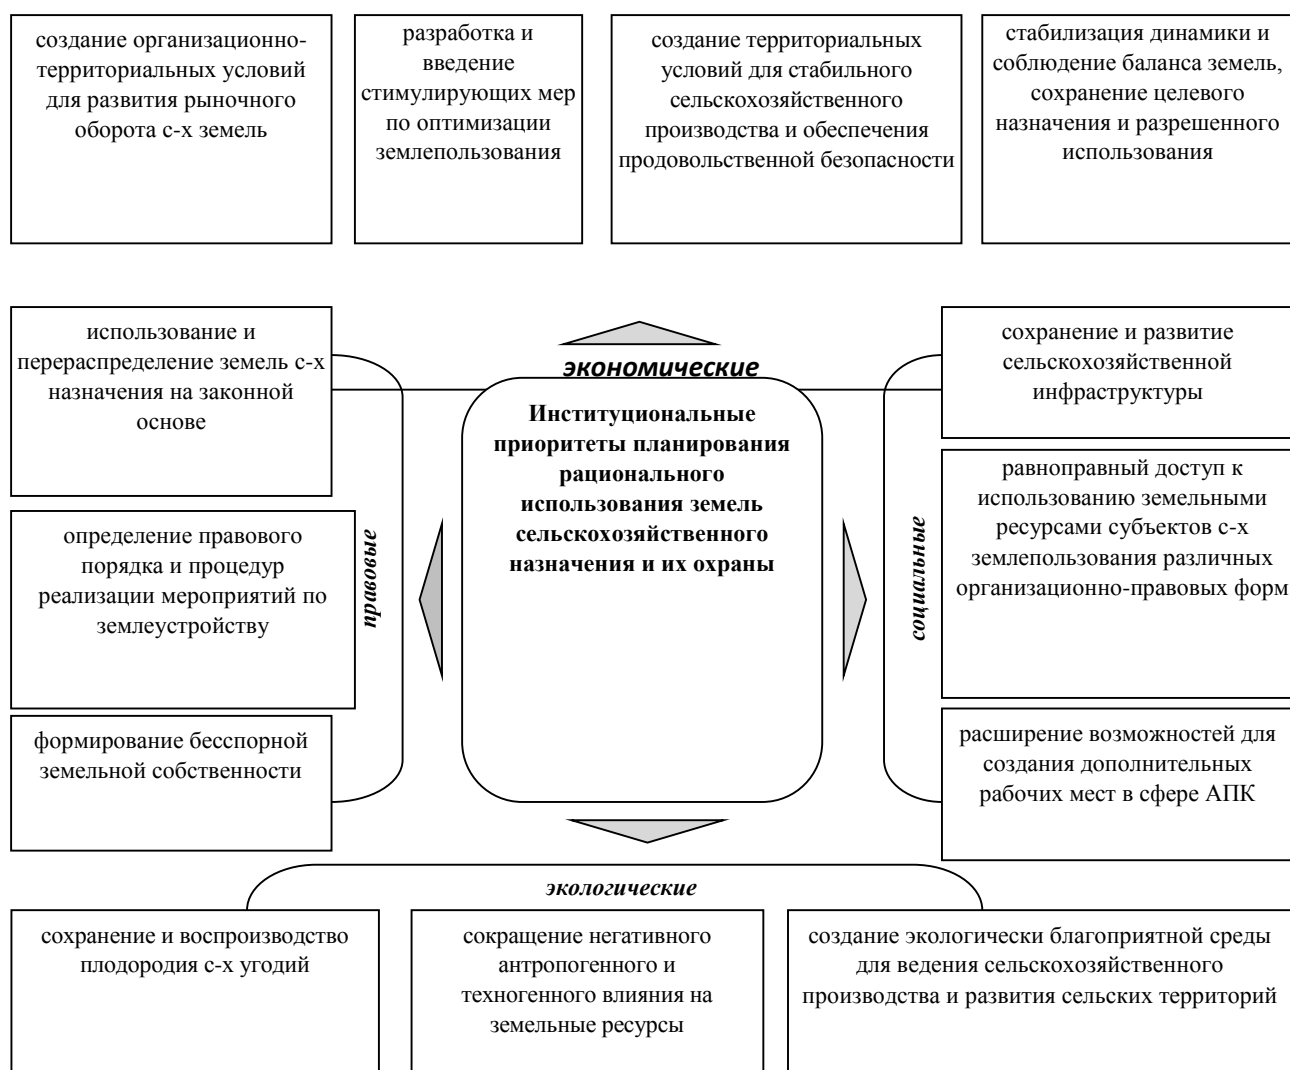 создание организационно-
территориальных условий
для развития рыночного
оборота с-х земель
разработка и
введение
стимулирующих мер
по оптимизации
землепользования
создание территориальных
условий для стабильного
сельскохозяйственного
производства и обеспечения
продовольственной безопасности
стабилизация динамики и
соблюдение баланса земель,
сохранение целевого
назначения и разрешенного
использования
экономические
использование и
перераспределение земель с-х
назначения на законной
основе
определение правового
порядка и процедур
реализации мероприятий по
землеустройству
формирование бесспорной
земельной собственности
правовые
Институциональные
приоритеты планирования
рационального
использования земель
сельскохозяйственного
назначения и их охраны
социальные
сохранение и развитие
сельскохозяйственной
инфраструктуры
равноправный доступ к
использованию земельными
ресурсами субъектов с-х
землепользования различных
организационно-правовых форм
расширение возможностей для
создания дополнительных
рабочих мест в сфере АПК
экологические
сохранение и воспроизводство
плодородия с-х угодий
сокращение негативного
антропогенного и
техногенного влияния на
земельные ресурсы
создание экологически благоприятной среды
для ведения сельскохозяйственного
производства и развития сельских территорий